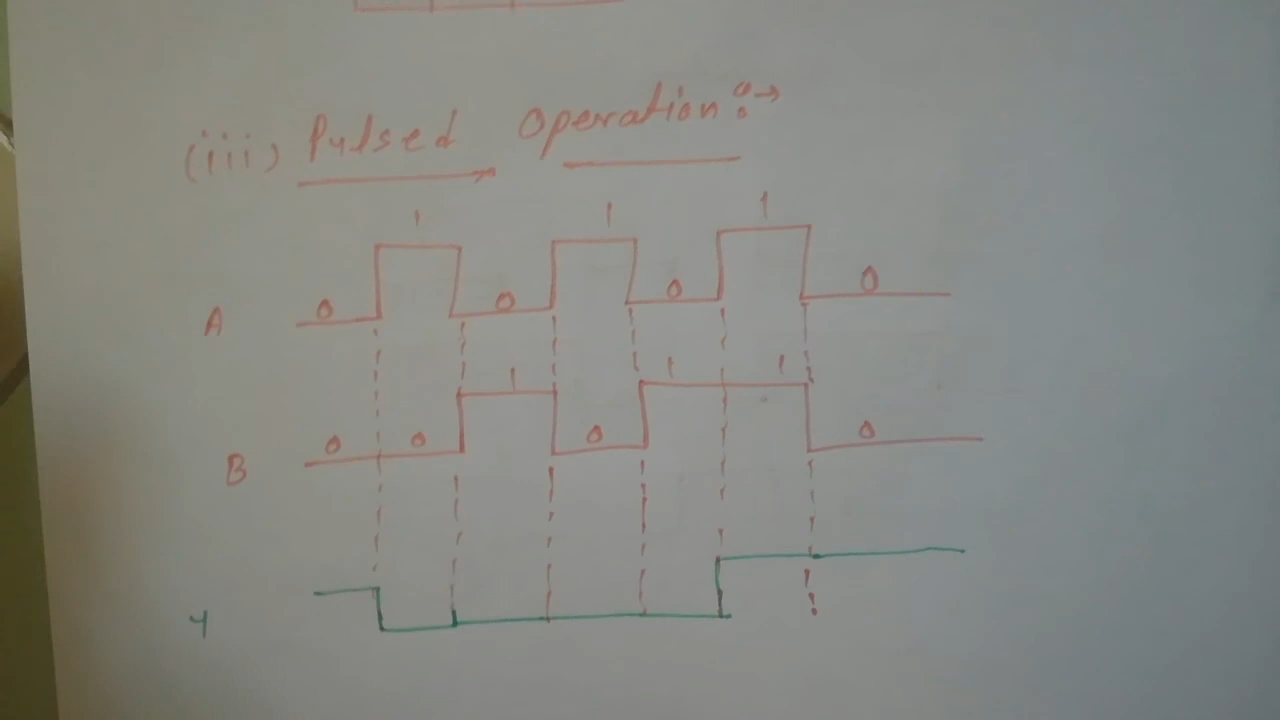 (iii) Pulsed Operation:→
1 1 1
A 0 0 0 0
1 1 1
B 0 0 0 0
Y